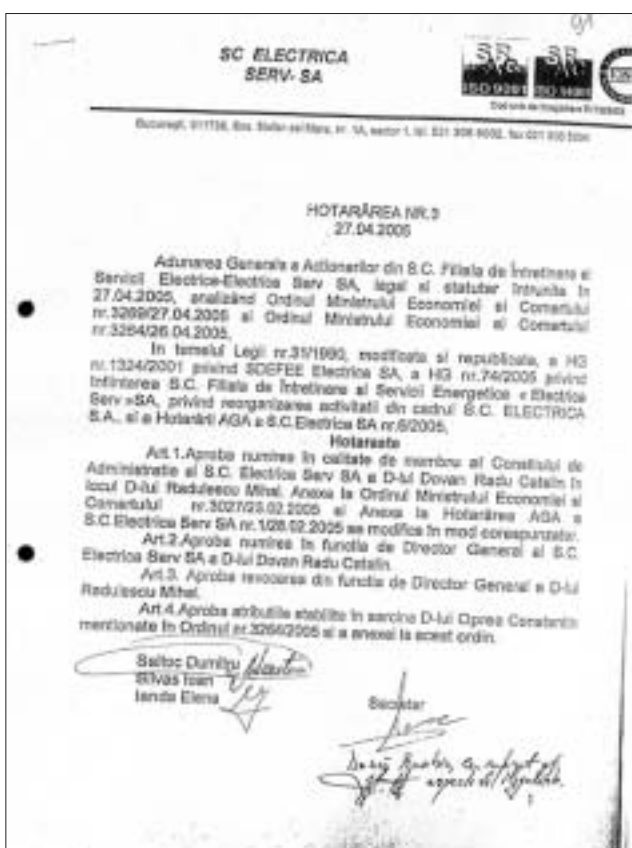 91
SC ELECTRICA
SERV- SA
ISO 9001 ISO 14001
HOTARÂREA NR.3
27.04.2005
Adunarea Generala a Actionarilor din S.C. Filiala de Întretinere si
Servicii Electrice-Electrica Serv SA, legal si statutar întrunita în
27.04.2005, analizând Ordinul Ministrului Economiei si Comertului
nr.3269/27.04.2005 si Ordinul Ministrului Economiei si Comertului
nr.3264/26.04.2005,
În temeiul Legii nr.31/1990, modificata si republicata, a HG
nr.1324/2001 privind SDEFEE Electrica SA, a HG nr.74/2005 privind
înfiintarea S.C. Filiala de Întretinere si Servicii Energetice « Electrica
Serv »SA, privind reorganizarea activitatii din cadrul S.C. ELECTRICA
S.A., si a Hotarârii AGA a S.C.Electrica SA nr.6/2005,
Hotaraste
Art.1.Aproba numirea în calitate de membru al Consiliului de
Administratie al S.C. Electrica Serv SA a D-lui Dovan Radu Catalin în
locul D-lui Radulescu Mihai. Anexa la Ordinul Ministrului Economiei si
Comertului nr.3027/23.02.2005 si Anexa la Hotarârea AGA a
S.C.Electrica Serv SA nr.1/28.02.2005 se modifica în mod corespunzator.
Art.2.Aproba numirea în functia de Director General al S.C.
Electrica Serv SA a D-lui Dovan Radu Catalin.
Art.3. Aproba revocarea din functia de Director General a D-lui
Radulescu Mihai.
Art.4.Aproba atributiile stabilite în sarcina D-lui Oprea Constantin
mentionate în Ordinul nr.3264/2005 si a anexei la acest ordin.
Saitoc Dumitru
Silvas Ioan
Ianda Elena
Secretar